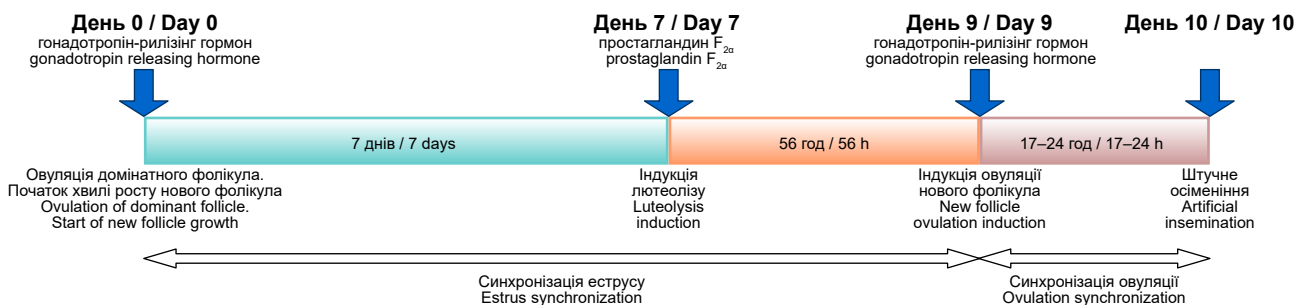 День 0 / Day 0
гонадотропін-рилізінг гормон
gonadotropin releasing hormone
День 7 / Day 7
простагландин F2α
prostaglandin F2α
День 9 / Day 9
гонадотропін-рилізінг гормон
gonadotropin releasing hormone
День 10 / Day 10
7 днів / 7 days
56 год / 56 h
17–24 год / 17–24 h
Овуляція домінатного фолікула.
Початок хвилі росту нового фолікула
Ovulation of dominant follicle.
Start of new follicle growth
Індукція
лютеолізу
Luteolysis
induction
Індукція овуляції
нового фолікула
New follicle
ovulation induction
Штучне
осіменіння
Artificial
insemination
Синхронізація еструсу
Estrus synchronization
Синхронізація овуляції
Ovulation synchronization